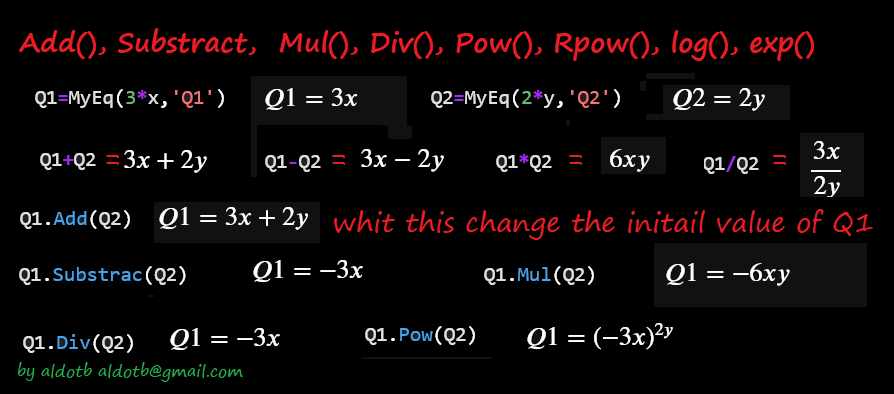 Add(), Substract, Mul(), Div(), Pow(), Rpow(), log(), exp()
Q1=MyEq(3*x,'Q1') Q1 = 3x Q2=MyEq(2*y,'Q2') Q2 = 2y
Q1+Q2 = 3x + 2y Q1-Q2 = 3x − 2y Q1*Q2 = 6xy Q1/Q2 = 3x/2y
Q1.Add(Q2) Q1 = 3x + 2y whit this change the initail value of Q1
Q1.Substrac(Q2) Q1 = −3x Q1.Mul(Q2) Q1 = −6xy
Q1.Div(Q2) Q1 = −3x Q1.Pow(Q2) Q1 = (−3x)^{2y}
by aldotb aldotb@gmail.com